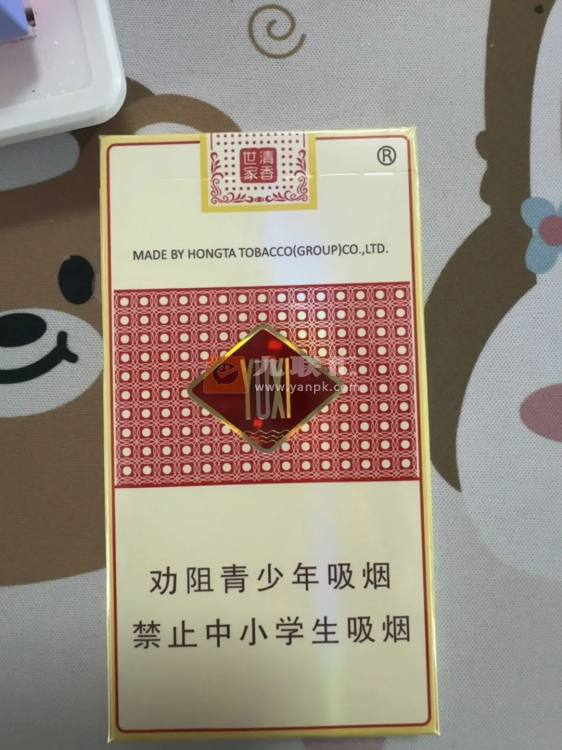 清香
世家
®
MADE BY HONGTA TOBACCO(GROUP)CO.,LTD.
YUXI
www.yanpk.com
劝阻青少年吸烟
禁止中小学生吸烟